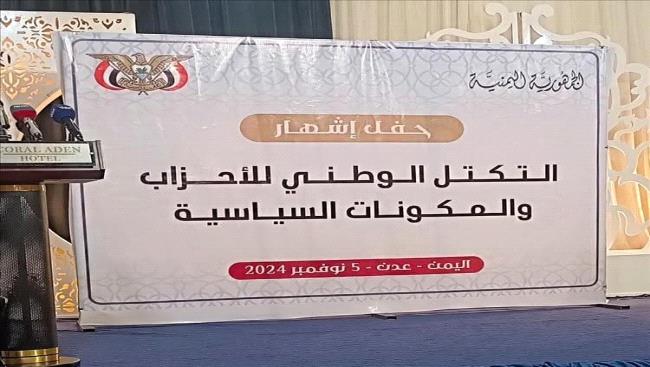 الجمهورية اليمنية
حفل إشهار
التكتل الوطني للأحزاب
والمكونات السياسية
اليمن - عدن - 5 نوفمبر 2024
CORAL ADEN
HOTEL